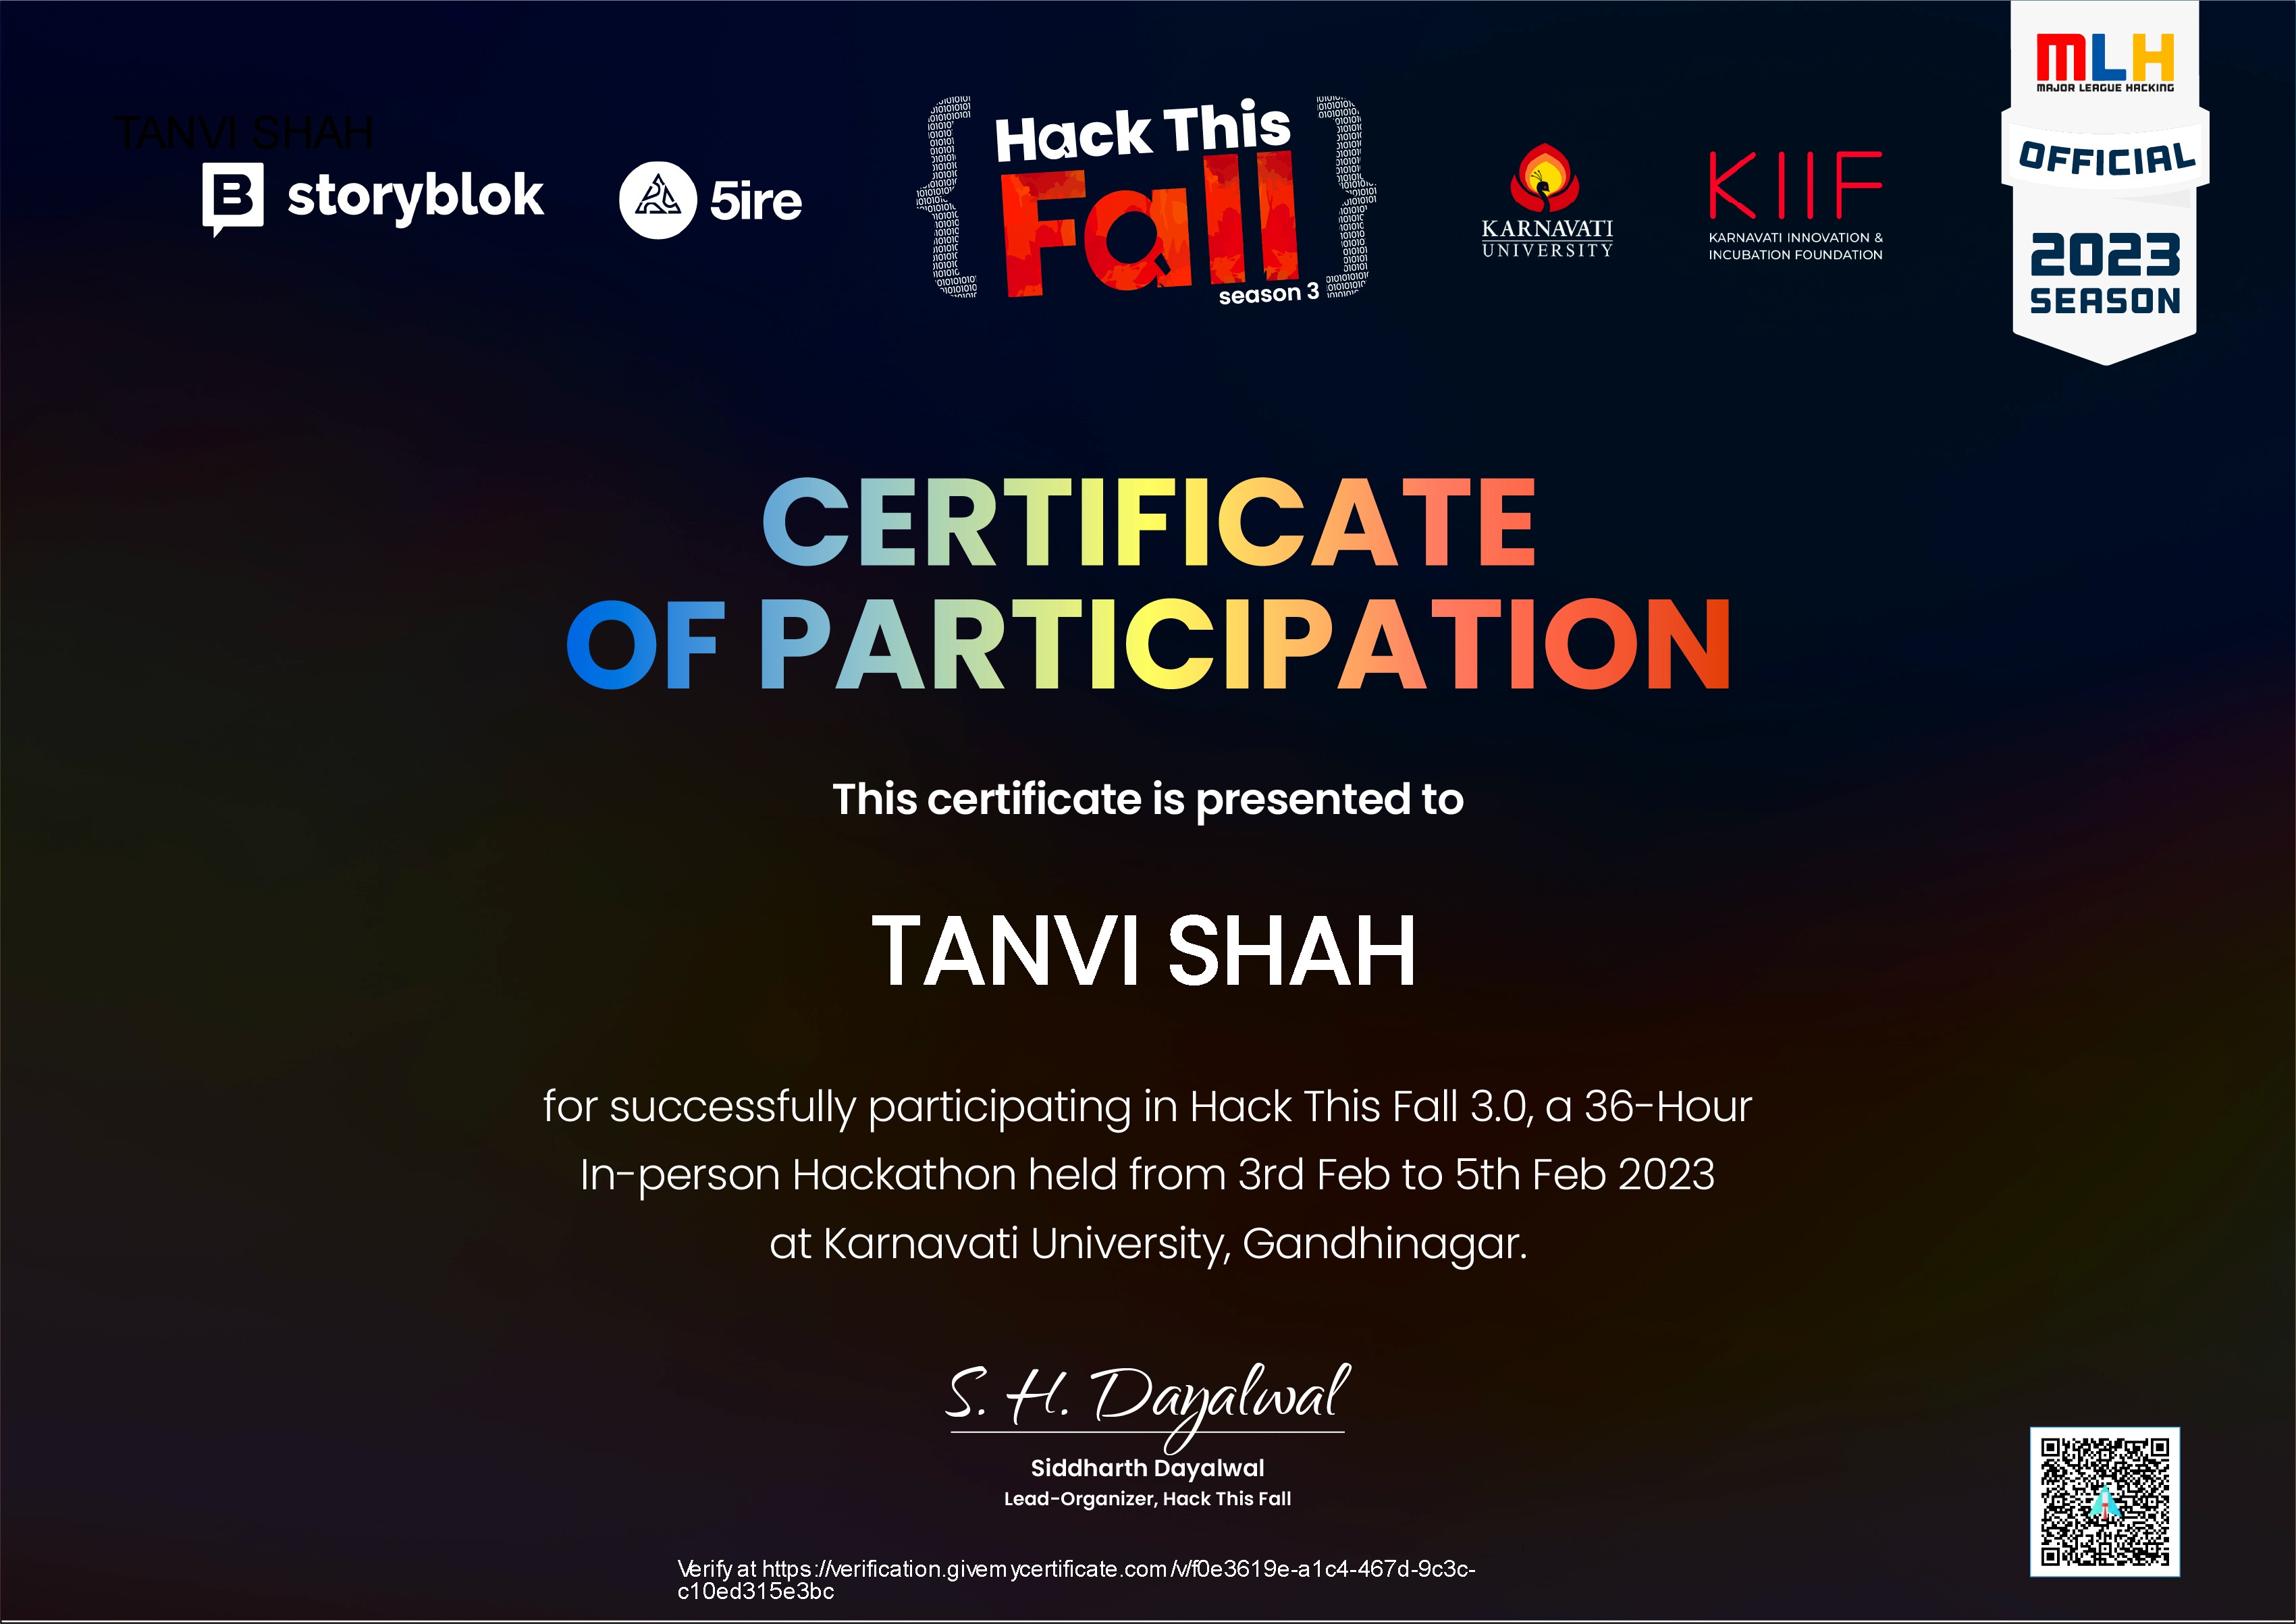 TANVI SHAH
storyblok
5ire
Hack This
Fall
season 3
KARNAVATI
UNIVERSITY
KIIF
KARNAVATI INNOVATION &
INCUBATION FOUNDATION
MLH
MAJOR LEAGUE HACKING
OFFICIAL
2023
SEASON
CERTIFICATE
OF PARTICIPATION
This certificate is presented to
TANVI SHAH
for successfully participating in Hack This Fall 3.0, a 36-Hour
In-person Hackathon held from 3rd Feb to 5th Feb 2023
at Karnavati University, Gandhinagar.
S. H. Dayalwal
Siddharth Dayalwal
Lead-Organizer, Hack This Fall
Verify at https://verification.givemycertificate.com/v/f0e3619e-a1c4-467d-9c3c-
c10ed315e3bc